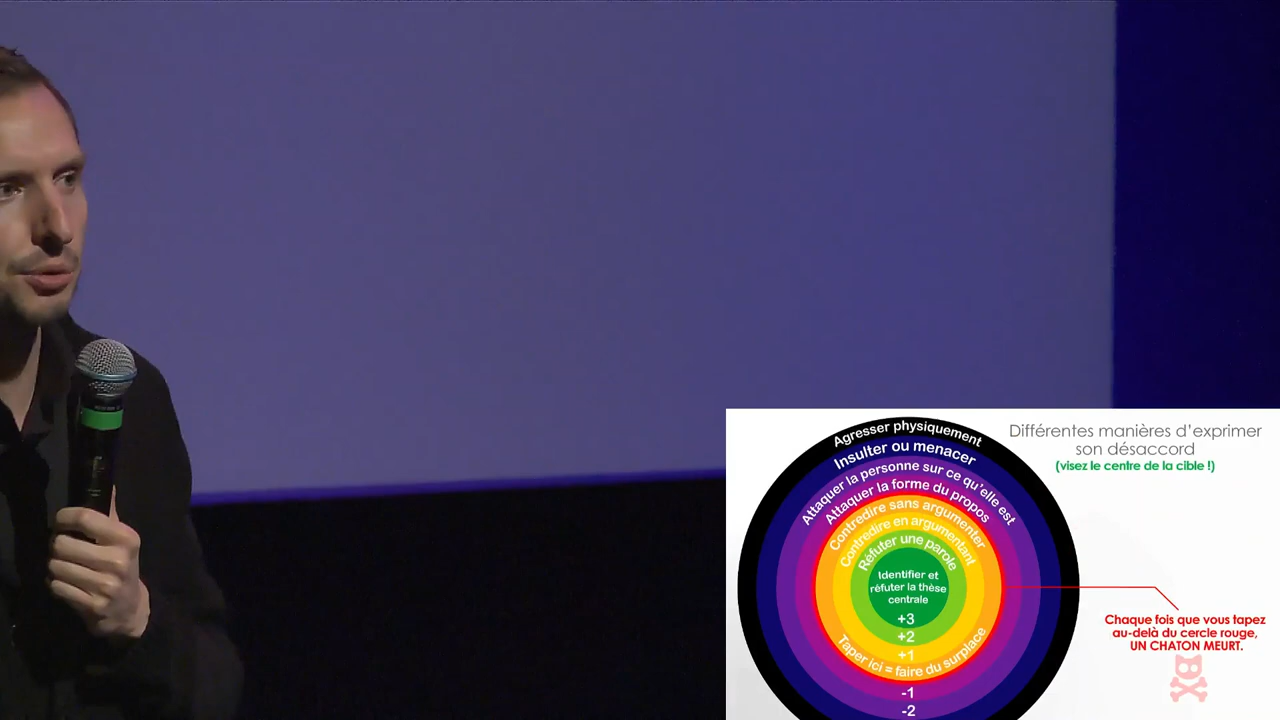 Différentes manières d'exprimer
son désaccord
(visez le centre de la cible !)
Agresser physiquement
Insulter ou menacer
Attaquer la personne sur ce qu'elle est
Attaquer la forme du propos
Contredire sans argumenter
Contredire en argumentant
Réfuter une parole
Identifier et
réfuter la thèse
centrale
+3
+2
+1
Taper ici = faire du surplace
-1
-2
Chaque fois que vous tapez
au-delà du cercle rouge,
UN CHATON MEURT.